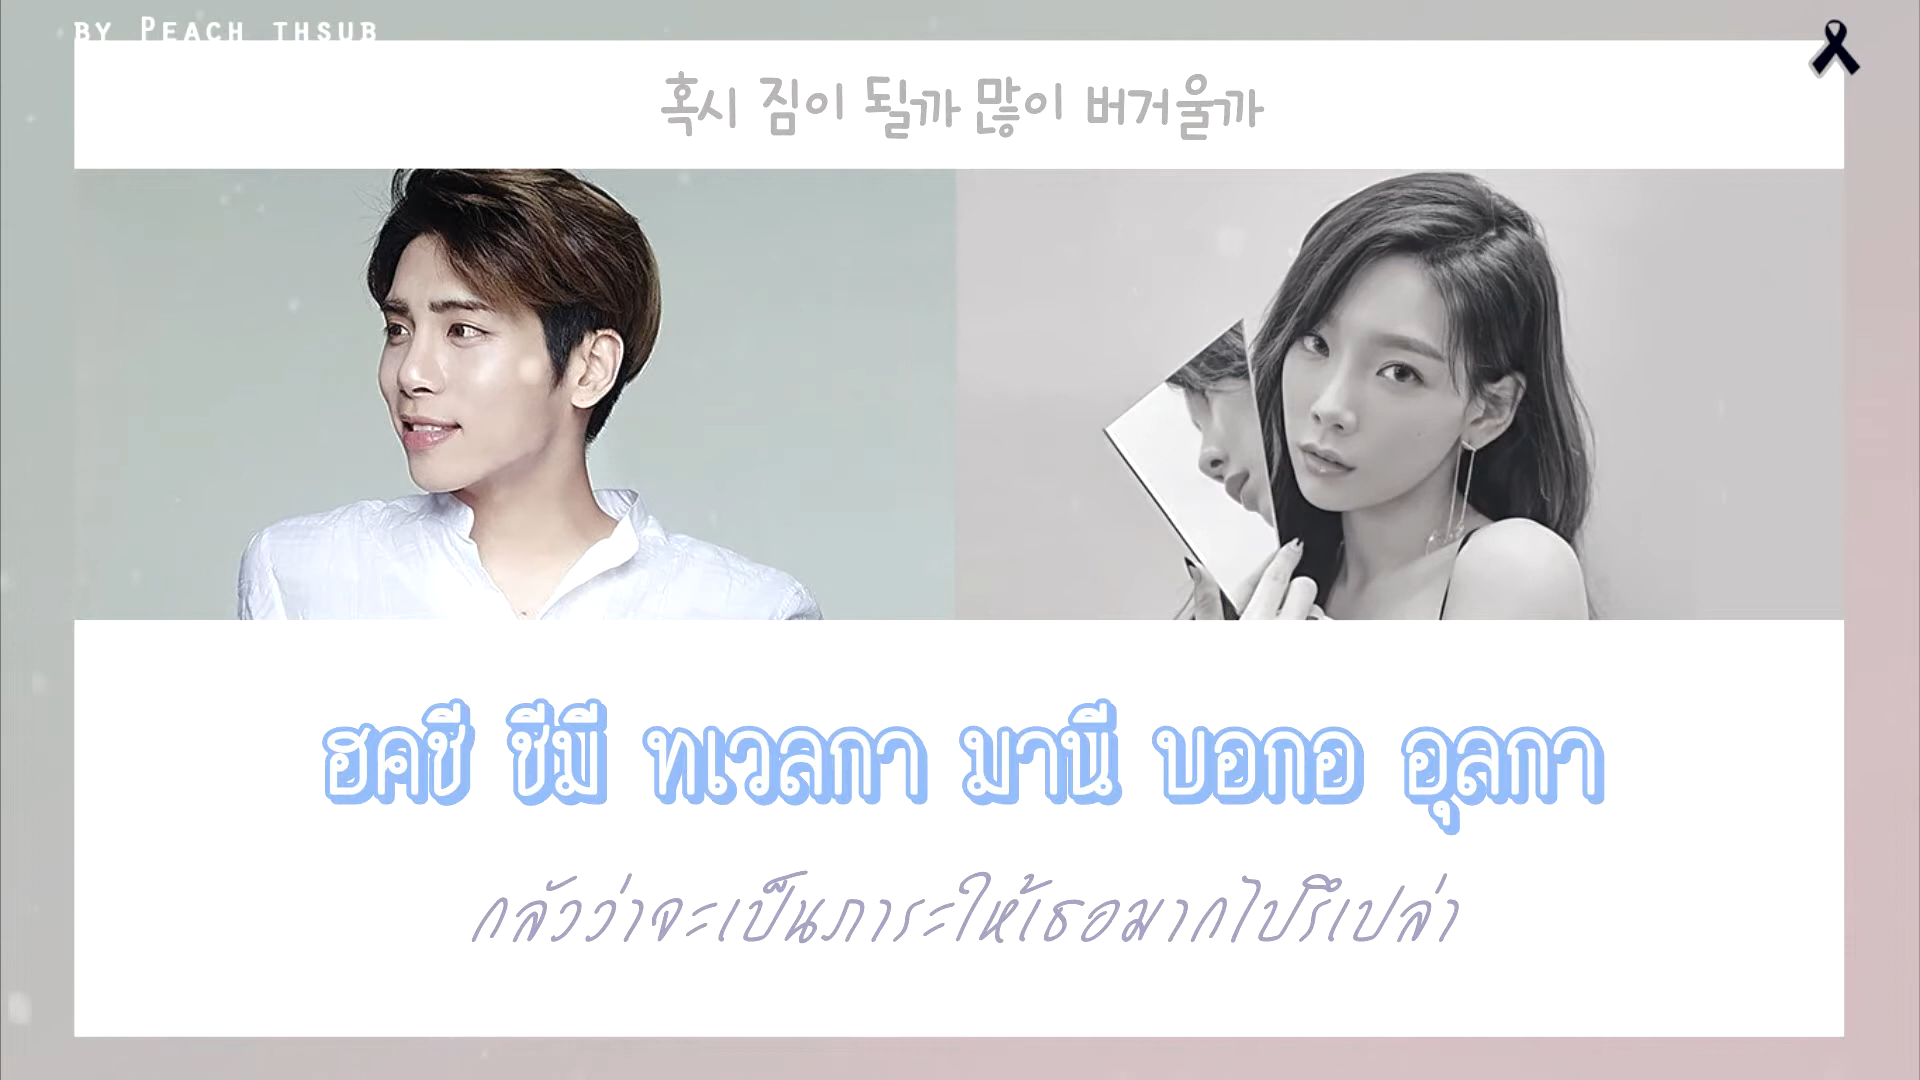 by Peach thsub
혹시 짐이 될까 많이 버거울까
ฮคชี ชีมี ทเวลกา มานี บอกอ อุลกา
กลัวว่าจะเป็นภาระให้เธอมากไปรึเปล่า